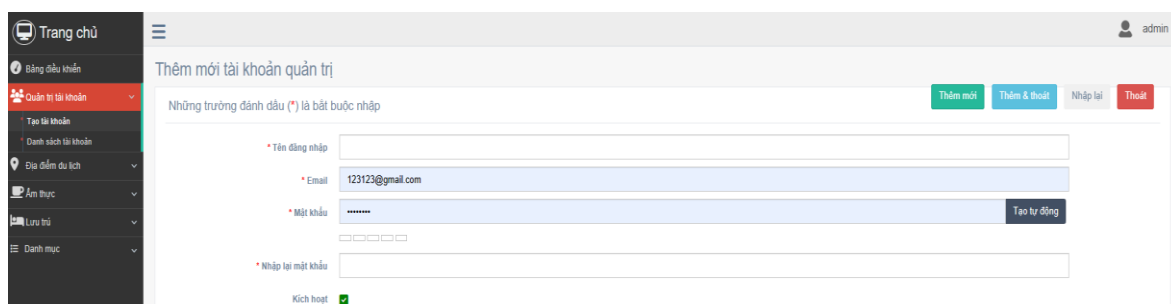 Trang chủ
admin
Bảng điều khiển
Thêm mới tài khoản quản trị
Quản trị tài khoản
Những trường đánh dấu (*) là bắt buộc nhập
Thêm mới
Thêm & thoát
Nhập lại
Thoát
* Tạo tài khoản
* Danh sách tài khoản
* Tên đăng nhập
Địa điểm du lịch
* Email
123123@gmail.com
Ẩm thực
* Mật khẩu
••••••••
Tạo tự động
Lưu trú
Danh mục
* Nhập lại mật khẩu
Kích hoạt